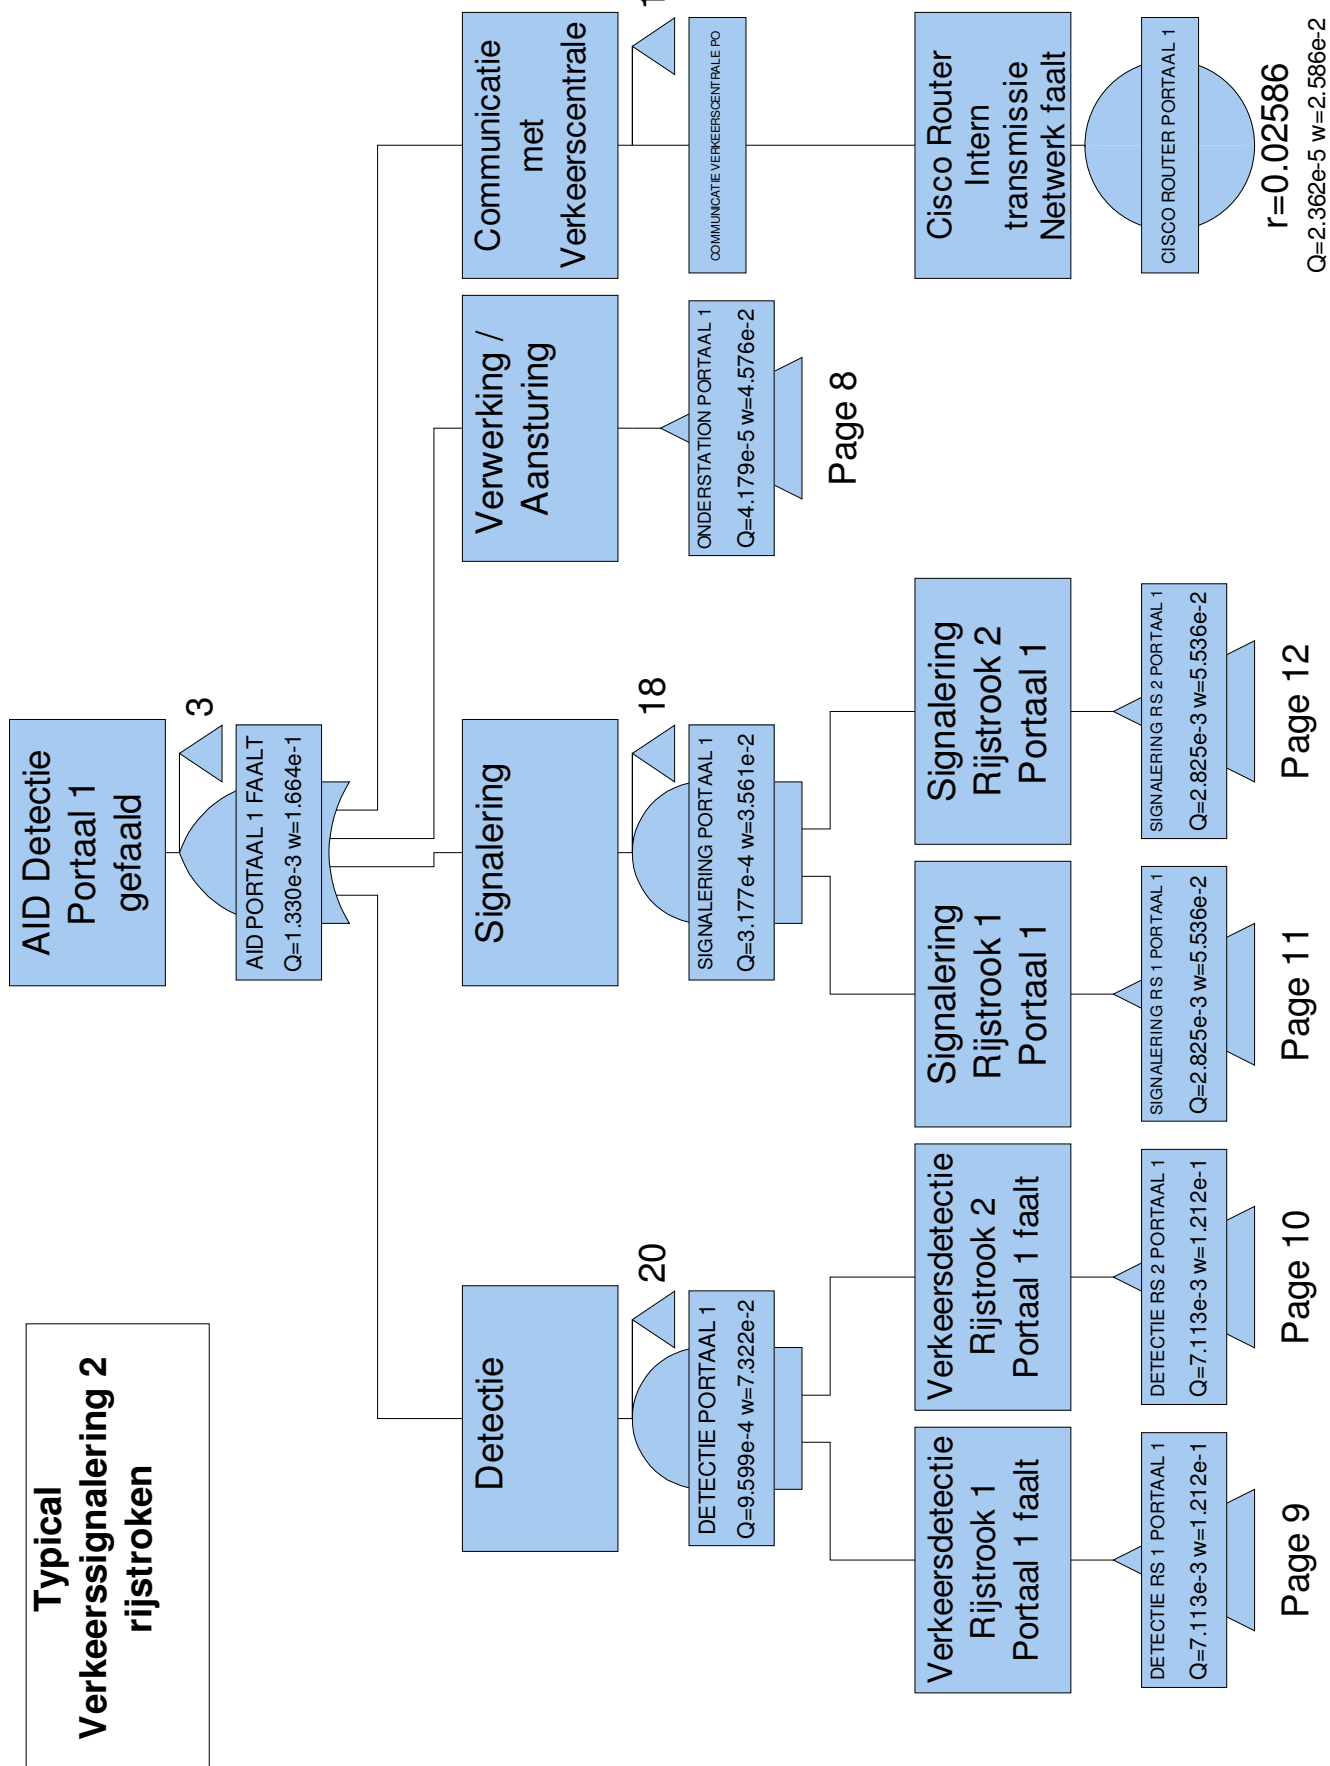 Typical
Verkeerssignalering 2
rijstroken
AID Detectie
Portaal 1
gefaald
3
AID PORTAAL 1 FAALT
Q=1.330e-3 w=1.664e-1
Detectie
20
DETECTIE PORTAAL 1
Q=9.599e-4 w=7.322e-2
Signalering
18
SIGNALERING PORTAAL 1
Q=3.177e-4 w=3.561e-2
Verwerking /
Aansturing
ONDERSTATION PORTAAL 1
Q=4.179e-5 w=4.576e-2
Page 8
Communicatie
met
Verkeerscentrale
COMMUNICATIE VERKEERSCENTRALE PO
Verkeersdetectie
Rijstrook 1
Portaal 1 faalt
DETECTIE RS 1 PORTAAL 1
Q=7.113e-3 w=1.212e-1
Page 9
Verkeersdetectie
Rijstrook 2
Portaal 1 faalt
DETECTIE RS 2 PORTAAL 1
Q=7.113e-3 w=1.212e-1
Page 10
Signalering
Rijstrook 1
Portaal 1
SIGNALERING RS 1 PORTAAL 1
Q=2.825e-3 w=5.536e-2
Page 11
Signalering
Rijstrook 2
Portaal 1
SIGNALERING RS 2 PORTAAL 1
Q=2.825e-3 w=5.536e-2
Page 12
Cisco Router
Intern
transmissie
Netwerk faalt
CISCO ROUTER PORTAAL 1
r=0.02586
Q=2.362e-5 w=2.586e-2